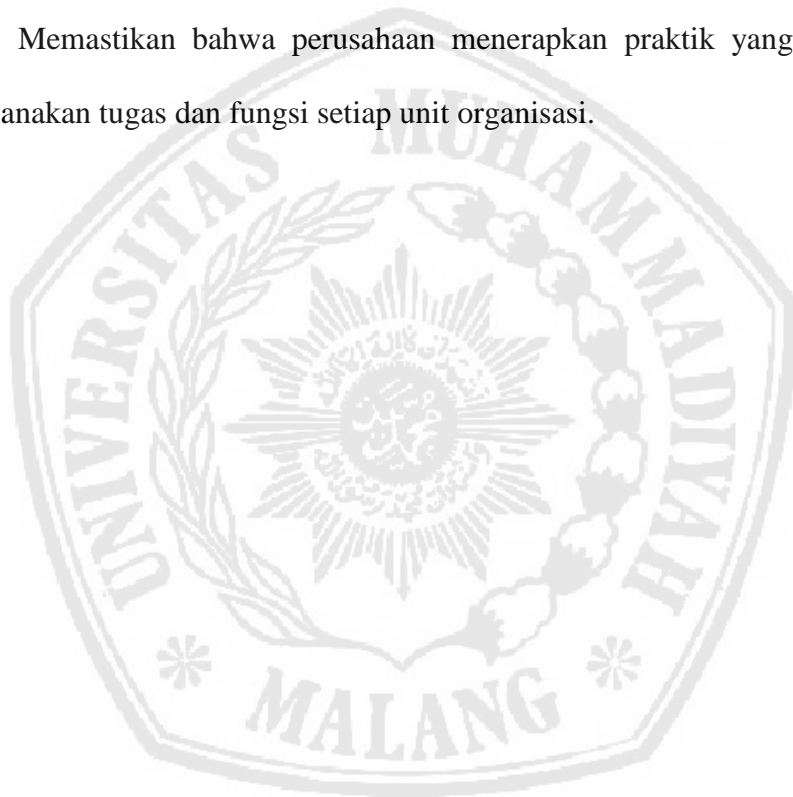 Memastikan bahwa perusahaan menerapkan praktik yang
anakan tugas dan fungsi setiap unit organisasi.
UNIVERSITAS MUHAMMADIYAH
MALANG